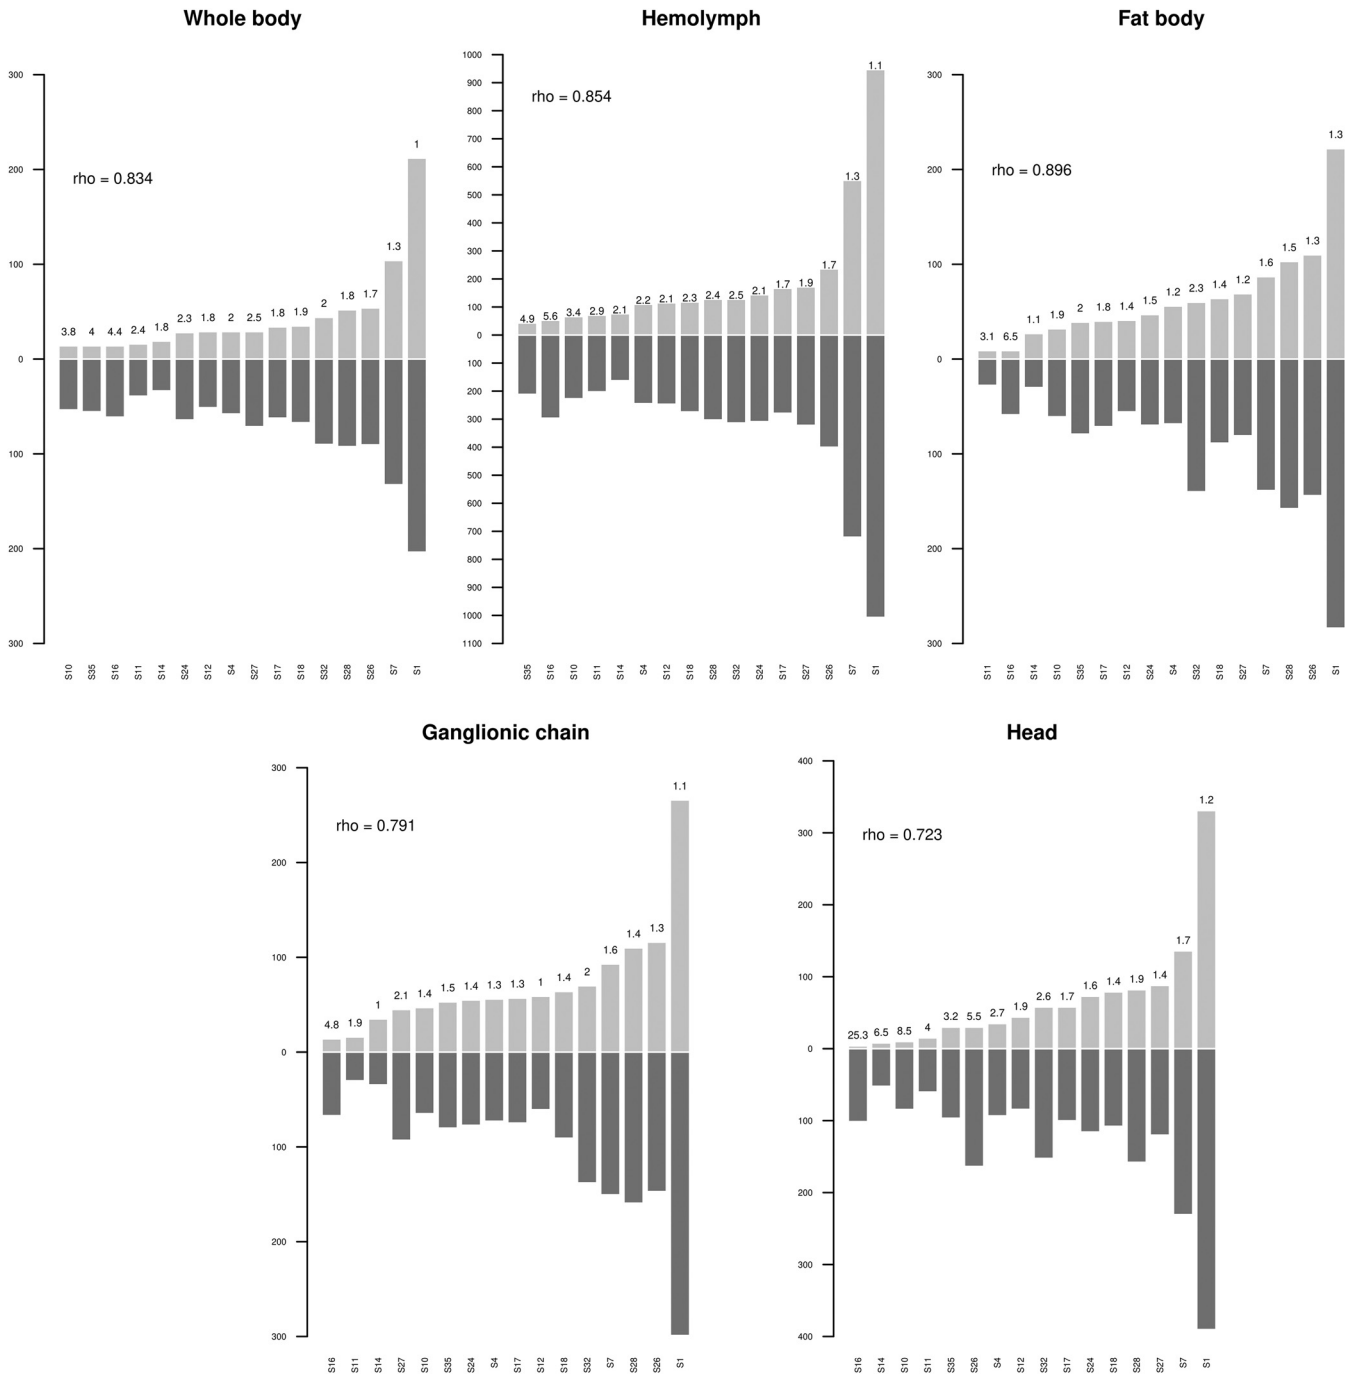 Whole body
Hemolymph
Fat body
300
200
100
0
100
200
300
rho = 0.834
3.8 4 4.4 2.4 1.8 2.3 1.8 2 2.5 1.8 1.9 2 1.8 1.7 1.3 1
S10 S35 S16 S11 S14 S24 S12 S4 S27 S17 S18 S32 S28 S26 S7 S1
1000
900
800
700
600
500
400
300
200
100
0
100
200
300
400
500
600
700
800
900
1000
1100
rho = 0.854
4.9 5.6 3.4 2.9 2.1 2.2 2.1 2.3 2.4 2.5 2.1 1.7 1.9 1.7 1.3 1.1
S35 S16 S10 S11 S14 S4 S12 S18 S28 S32 S24 S17 S27 S26 S7 S1
300
200
100
0
100
200
300
rho = 0.896
3.1 6.5 1.1 1.9 2 1.8 1.4 1.5 1.2 2.3 1.4 1.2 1.6 1.5 1.3 1.3
S11 S16 S14 S10 S35 S17 S12 S24 S4 S32 S18 S27 S7 S28 S26 S1
Ganglionic chain
Head
300
200
100
0
100
200
300
rho = 0.791
4.8 1.9 1 2.1 1.4 1.5 1.4 1.3 1.3 1 1.4 2 1.6 1.4 1.3 1.1
S16 S11 S14 S27 S10 S35 S24 S4 S17 S12 S18 S32 S7 S28 S26 S1
400
300
200
100
0
100
200
300
400
rho = 0.723
25.3 6.5 8.5 4 3.2 5.5 2.7 1.9 2.6 1.7 1.6 1.4 1.9 1.4 1.7 1.2
S16 S14 S10 S11 S35 S26 S4 S12 S32 S17 S24 S18 S28 S27 S7 S1